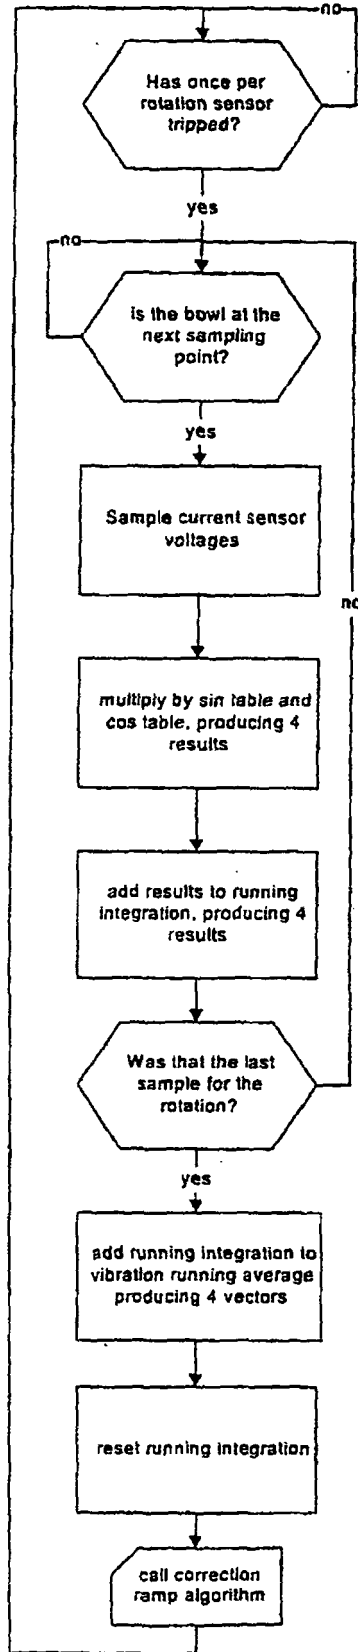 no
Has once per
rotation sensor
tripped?
yes
no
is the bowl at the
next sampling
point?
yes
Sample current sensor
voltages
no
multiply by sin table and
cos table, producing 4
results
add results to running
integration, producing 4
results
Was that the last
sample for the
rotation?
yes
add running integration to
vibration running average
producing 4 vectors
reset running integration
call correction
ramp algorithm